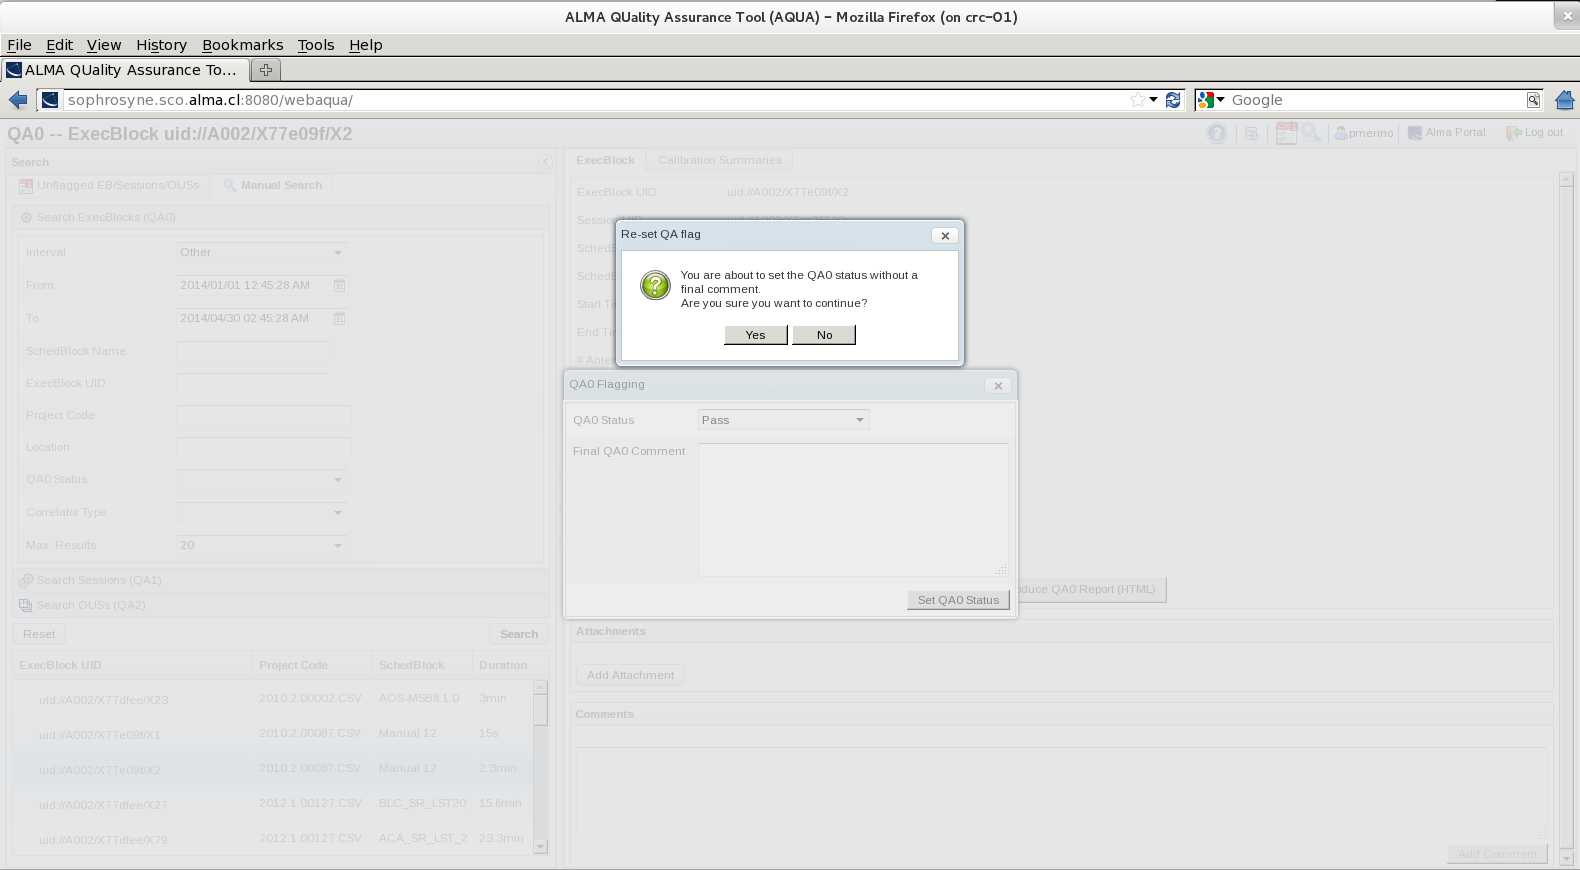 ALMA QUality Assurance Tool (AQUA) - Mozilla Firefox (on crc-01)
File Edit View History Bookmarks Tools Help
ALMA QUality Assurance To...
sophrosyne.sco.alma.cl:8080/webaqua/
Google
QA0 -- ExecBlock uid://A002/X77e09f/X2
pmerino
Alma Portal
Log out
Search
Unflagged EB/Sessions/OUSs
Manual Search
Search ExecBlocks (QA0)
Interval Other
From 2014/01/01 12:45:28 AM
To 2014/04/30 02:45:28 AM
SchedBlock Name
ExecBlock UID
Project Code
Location
QA0 Status
Correlator Type
Max. Results 20
Search Sessions (QA1)
Search OUSs (QA2)
Reset Search
ExecBlock UID Project Code SchedBlock Duration
uid://A002/X77dfee/X23 2010.2.00002.CSV AOS-MSB8.1.0 3min
uid://A002/X77e09f/X1 2010.2.00087.CSV Manual 12 15s
uid://A002/X77e09f/X2 2010.2.00087.CSV Manual 12 2.3min
uid://A002/X77dfee/X27 2012.1.00127.CSV BLC_SR_LST20 15.6min
uid://A002/X77dfee/X79 2012.1.00127.CSV ACA_SR_LST_2 23.3min
ExecBlock Calibration Summaries
ExecBlock UID uid://A002/X77e09f/X2
Session
SchedB
SchedB
Start Ti
End Tim
# Anten
Re-set QA flag
You are about to set the QA0 status without a
final comment.
Are you sure you want to continue?
Yes No
QA0 Flagging
QA0 Status Pass
Final QA0 Comment
Set QA0 Status
oduce QA0 Report (HTML)
Attachments
Add Attachment
Comments
Add Comment